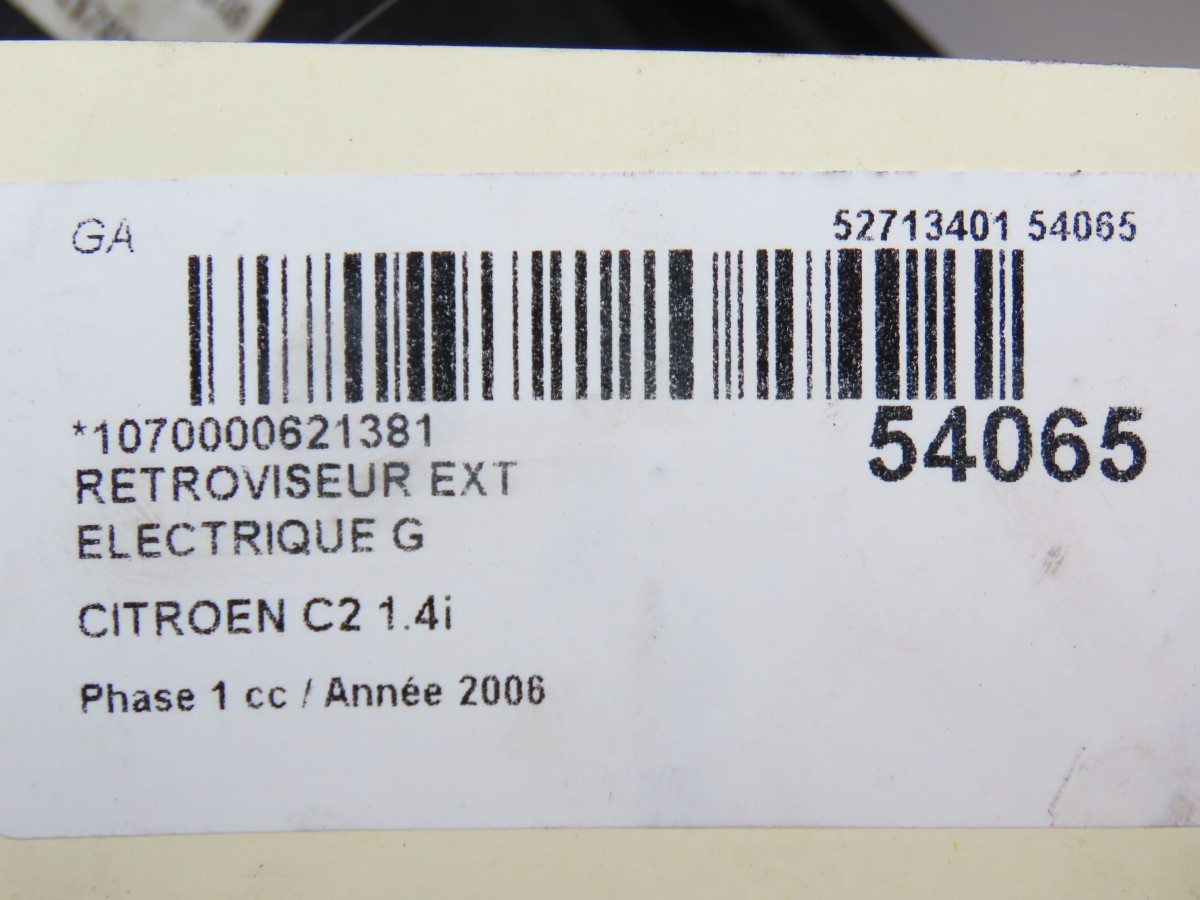 GA
52713401 54065
*1070000621381
54065
RETROVISEUR EXT
ELECTRIQUE G
CITROEN C2 1.4i
Phase 1 cc / Année 2006